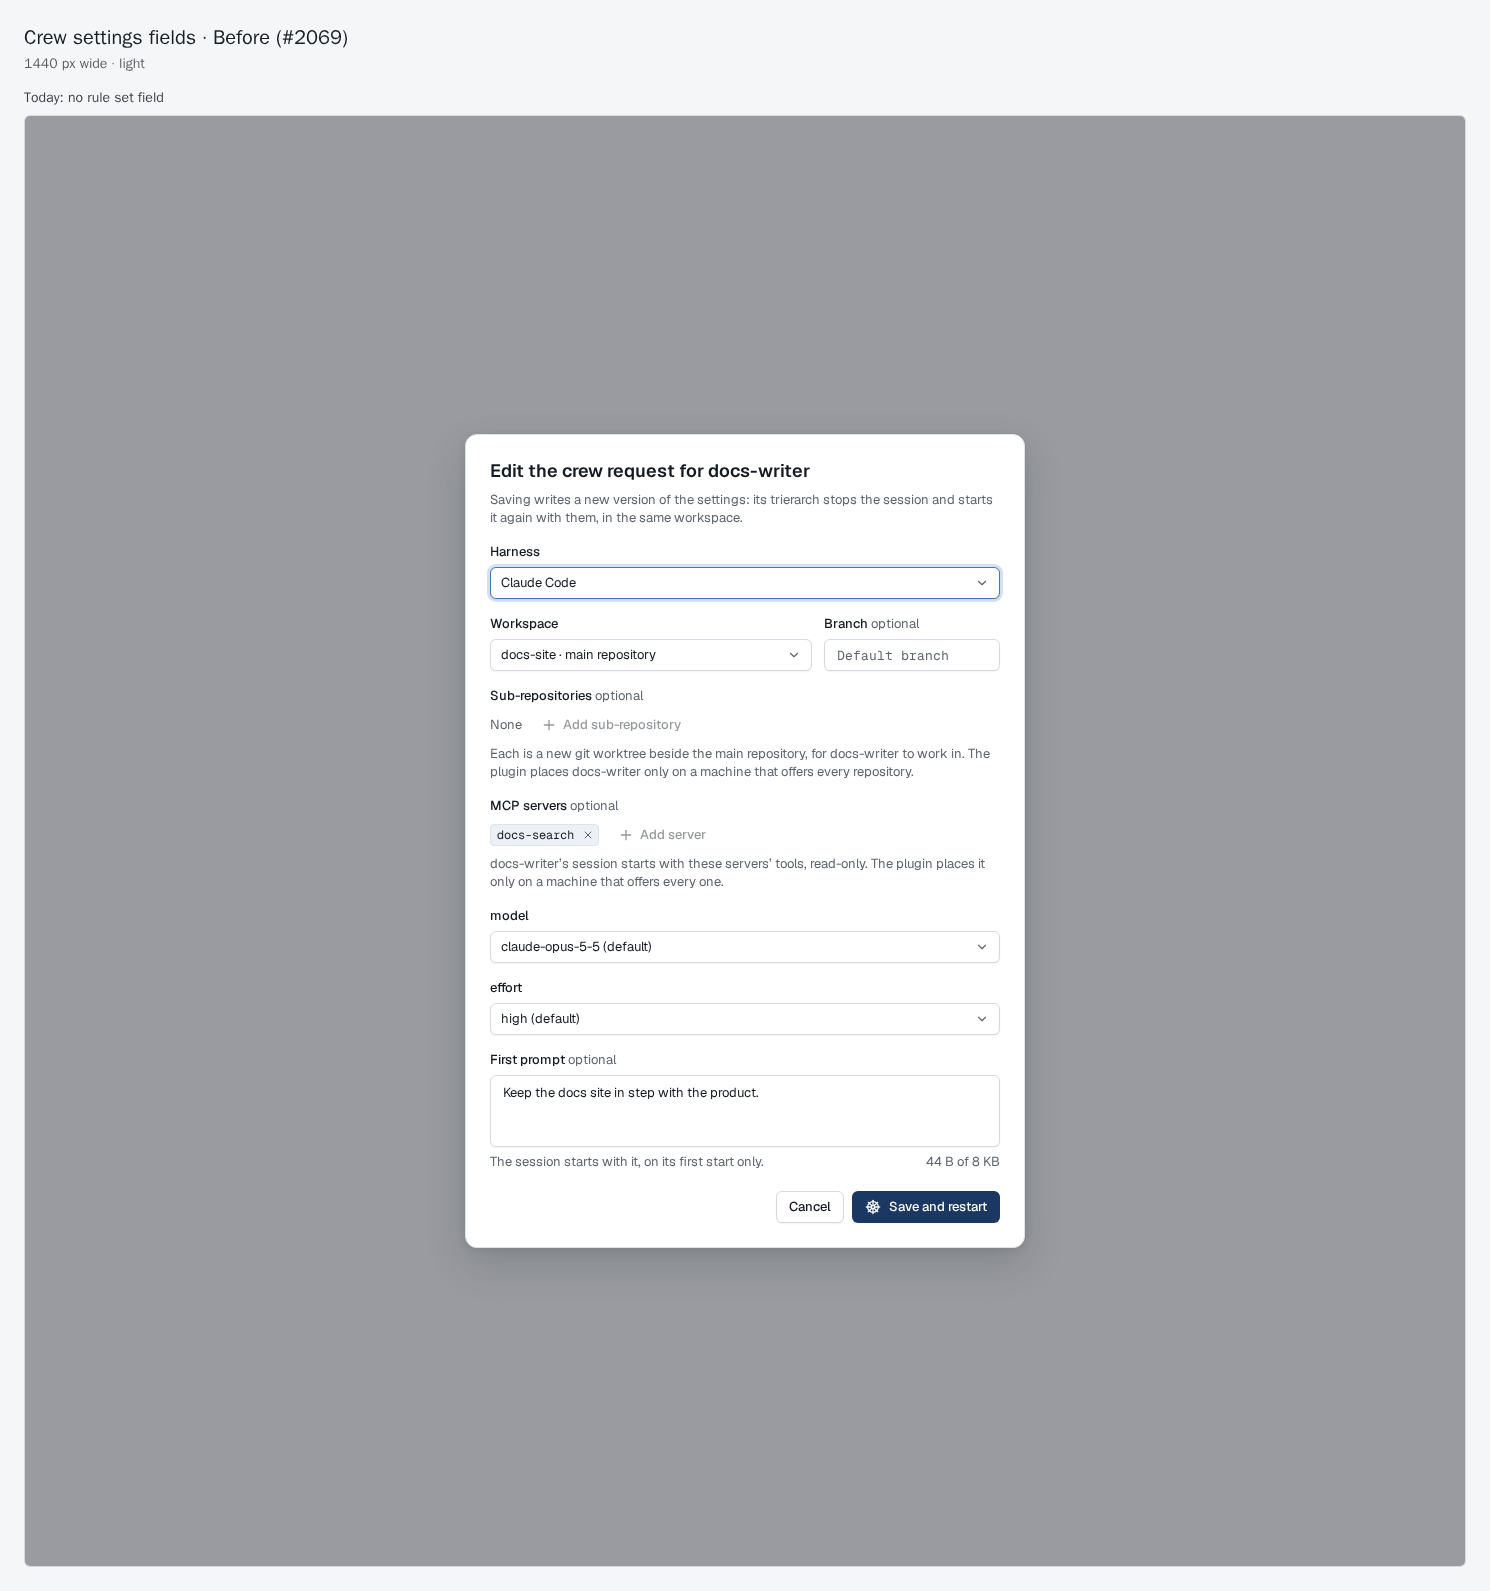 Crew settings fields · Before (#2069)
1440 px wide · light
Today: no rule set field
Edit the crew request for docs-writer
Saving writes a new version of the settings: its trierarch stops the session and starts
it again with them, in the same workspace.
Harness
Claude Code
Workspace
Branch optional
docs-site · main repository
Default branch
Sub-repositories optional
None
Add sub-repository
Each is a new git worktree beside the main repository, for docs-writer to work in. The
plugin places docs-writer only on a machine that offers every repository.
MCP servers optional
docs-search
Add server
docs-writer's session starts with these servers' tools, read-only. The plugin places it
only on a machine that offers every one.
model
claude-opus-5-5 (default)
effort
high (default)
First prompt optional
Keep the docs site in step with the product.
The session starts with it, on its first start only.
44 B of 8 KB
Cancel
Save and restart